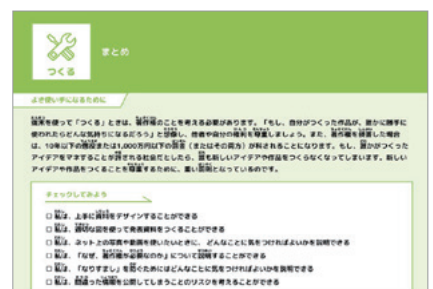 まとめ
つくる
よき使い手になるために
端末を使って「つくる」ときは、著作権のことを考える必要があります。「もし、自分がつくった作品が、誰かに勝手に
使われたらどんな気持ちになるだろう」と想像し、他者や自分の権利を尊重しましょう。また、著作権を侵害した場合
は、10年以下の懲役または1,000万円以下の罰金（またはその両方）が科されることになります。もし、誰かがつくった
アイデアをマネすることが許される社会だとしたら、誰も新しいアイデアや作品をつくらなくなってしまいます。新しい
アイデアや作品をつくることを尊重するために、重い罰則となっているのです。
チェックしてみよう
□ 私は、上手に資料をデザインすることができる
□ 私は、適切な図を使って発表資料をつくることができる
□ 私は、ネット上の写真や動画を使いたいときに、どんなことに気をつければよいかを説明できる
□ 私は、「なぜ、著作権が必要なのか」について説明することができる
□ 私は、「なりすまし」を防ぐためにはどんなことに気をつければよいかを説明できる
□ 私は、間違った情報を公開してしまうことのリスクを考えることができる